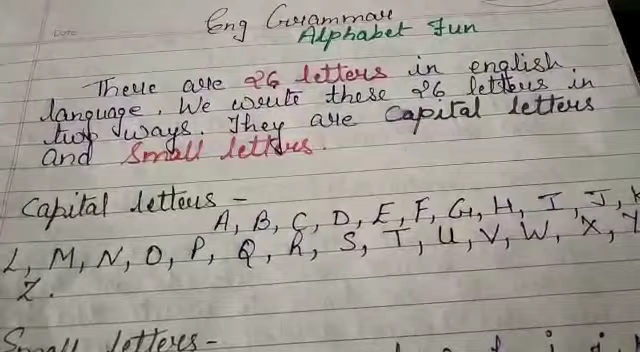 Date
Eng Grammar
Alphabet Fun
There are 26 letters in english
language. We write these 26 letters in
two ways. They are Capital letters
and Small letters.
Capital letters -
A, B, C, D, E, F, G, H, I, J, K
L, M, N, O, P, Q, R, S, T, U, V, W, X, Y
Z.
Small letters -